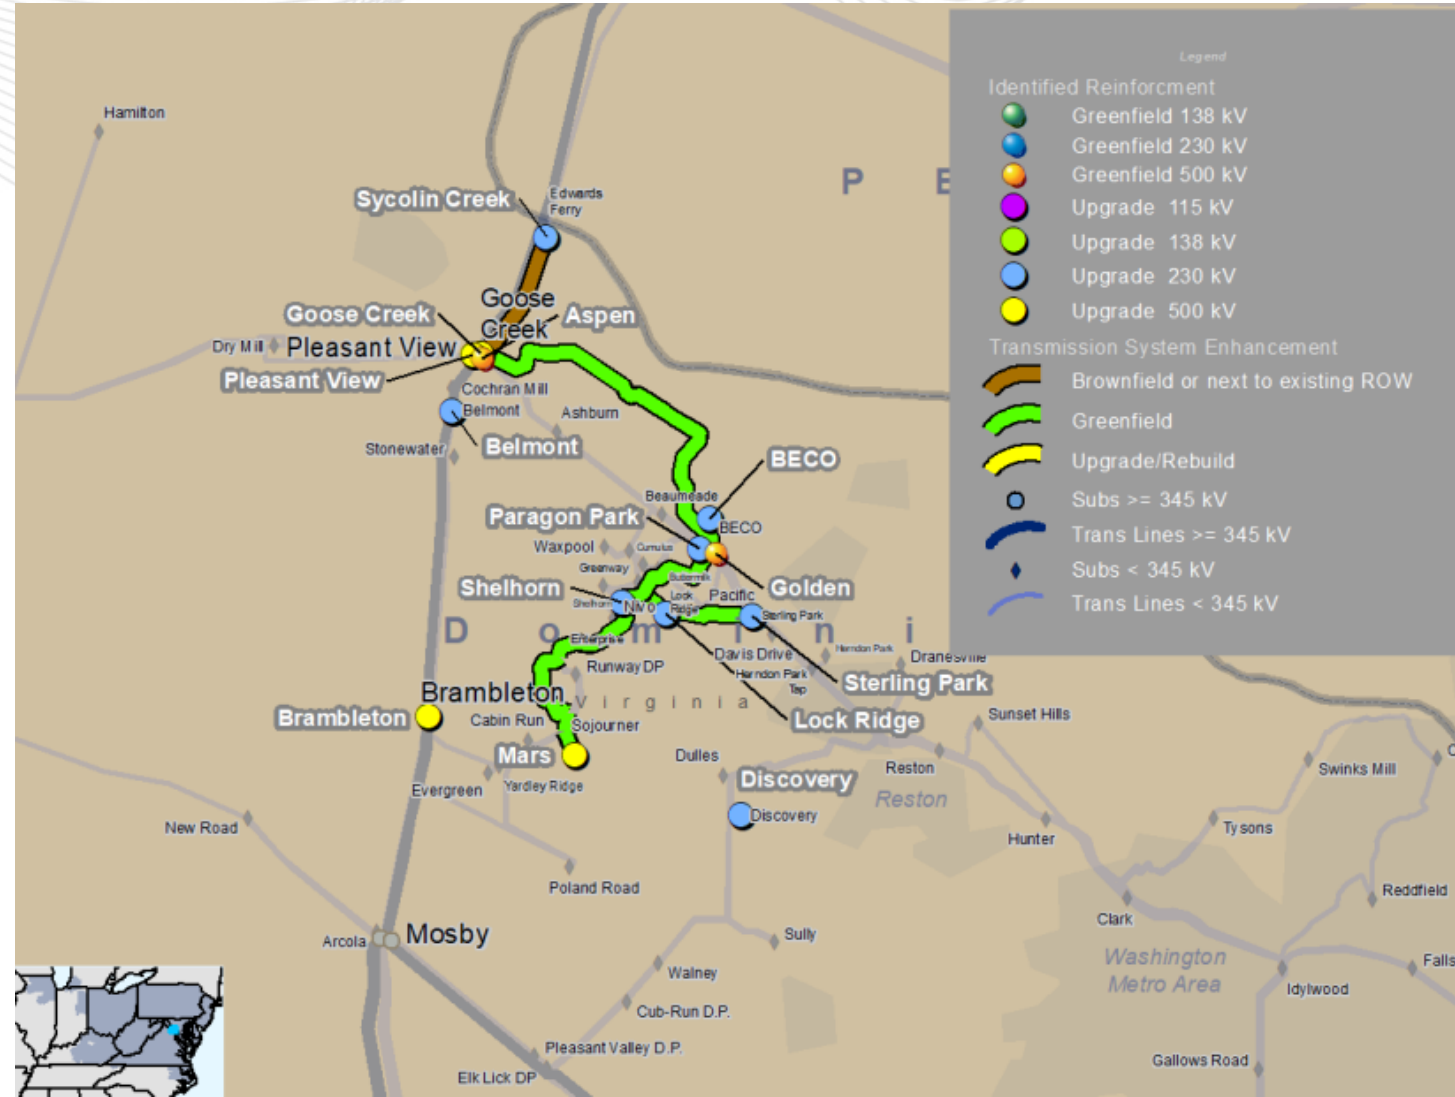 Legend
Identified Reinforcment
Greenfield 138 kV
Greenfield 230 kV
Greenfield 500 kV
Upgrade 115 kV
Upgrade 138 kV
Upgrade 230 kV
Upgrade 500 kV
Transmission System Enhancement
Brownfield or next to existing ROW
Greenfield
Upgrade/Rebuild
Subs >= 345 kV
Trans Lines >= 345 kV
Subs < 345 kV
Trans Lines < 345 kV
Hamilton
P E
Sycolin Creek
Edwards
Ferry
Goose
Creek
Goose Creek
Aspen
Dry Mill
Pleasant View
Pleasant View
Cochran Mill
Belmont
Ashburn
Stonewater
Belmont
BECO
Beaumeade
Paragon Park
BECO
Waxpool
Cumulus
Greenway
Buttermilk
Shelhorn
Golden
Shelhorn
Nivo
Lock
Ridge
Pacific
Sterling Park
D o m i n i
Enterprise
Davis Drive
Herndon Park
Dranesville
Runway DP
Herndon Park
Tap
Sterling Park
Brambleton
Virginia
Brambleton
Cabin Run
Sojourner
Lock Ridge
Sunset Hills
Mars
Dulles
Reston
Swinks Mill
Evergreen
Yardley Ridge
Discovery
Reston
Discovery
New Road
Hunter
Tysons
Poland Road
Reddfield
Clark
Arcola
Mosby
Sully
Washington
Metro Area
Falls
Walney
Idylwood
Cub-Run D.P.
Pleasant Valley D.P.
Gallows Road
Elk Lick DP